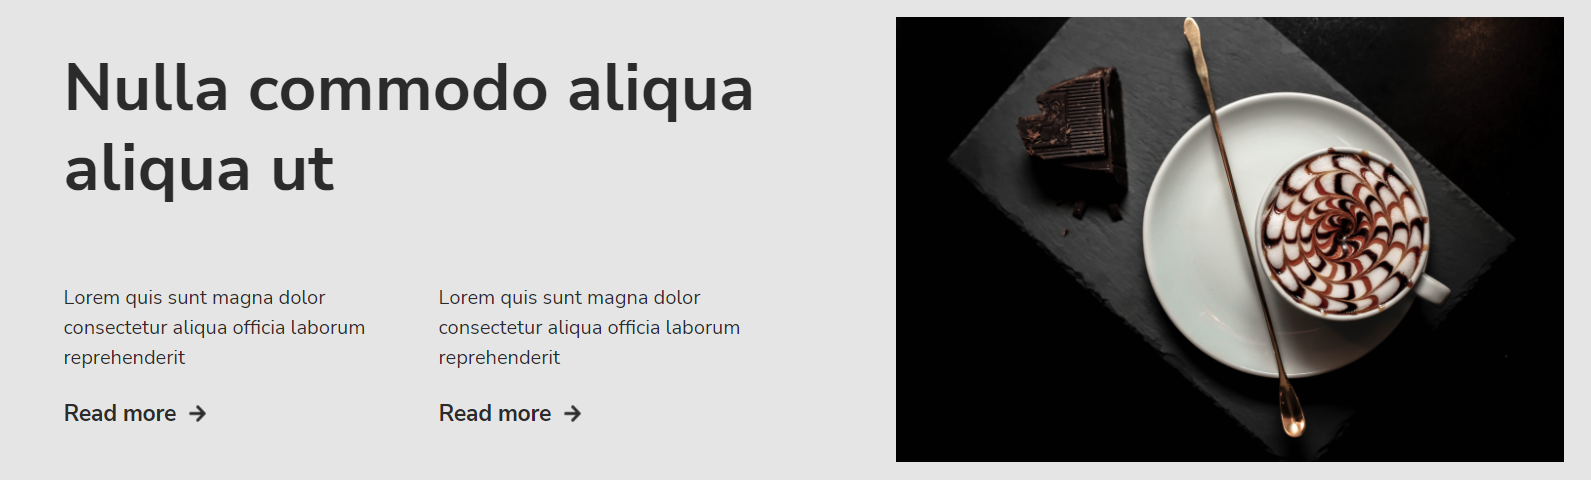 Nulla commodo aliqua
aliqua ut
Lorem quis sunt magna dolor
consectetur aliqua officia laborum
reprehenderit
Read more →
Lorem quis sunt magna dolor
consectetur aliqua officia laborum
reprehenderit
Read more →